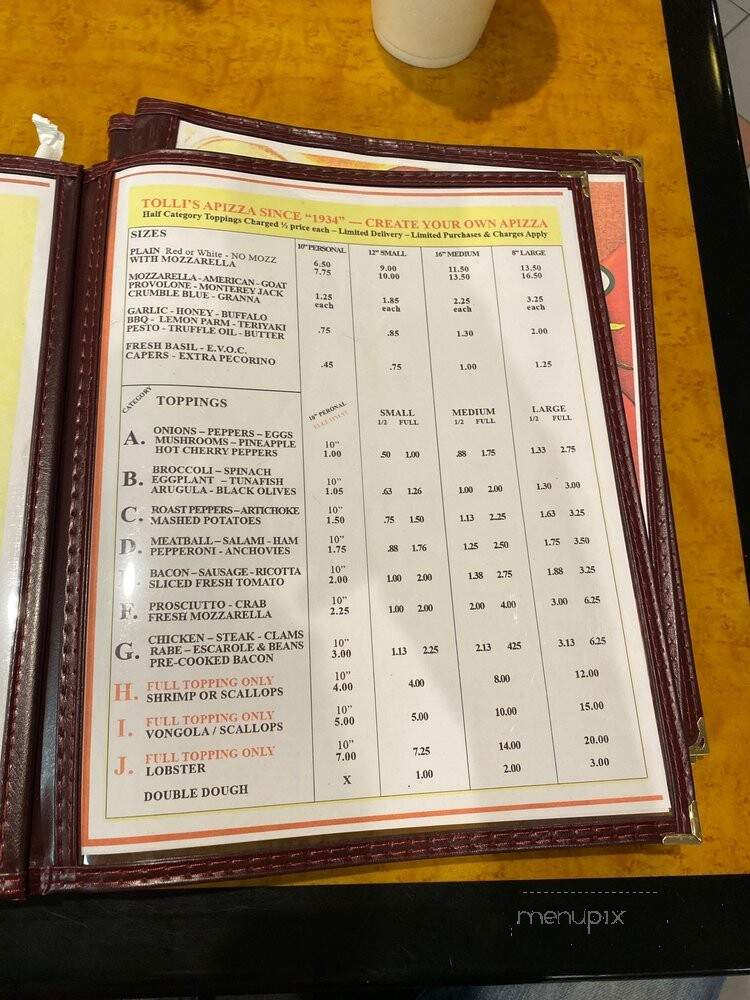 TOLLI'S APIZZA SINCE "1934" — CREATE YOUR OWN APIZZA
Half Category Toppings Charged ½ price each – Limited Delivery – Limited Purchases & Charges Apply
SIZES 10" PERSONAL 12" SMALL 16" MEDIUM 8" LARGE
PLAIN Red or White - NO MOZZ 6.50 9.00 11.50 13.50
WITH MOZZARELLA 7.75 10.00 13.50 16.50
MOZZARELLA - AMERICAN - GOAT
PROVOLONE - MONTEREY JACK 1.25 1.85 2.25 3.25
CRUMBLE BLUE - GRANNA each each each each
GARLIC - HONEY - BUFFALO
BBQ - LEMON PARM - TERIYAKI .75 .85 1.30 2.00
PESTO - TRUFFLE OIL - BUTTER
FRESH BASIL - E.V.O.C.
CAPERS - EXTRA PECORINO .45 .75 1.00 1.25
CATEGORY TOPPINGS 10" PERONAL SMALL MEDIUM LARGE
1/2 FULL 1/2 FULL 1/2 FULL
A. ONIONS – PEPPERS – EGGS
MUSHROOMS – PINEAPPLE 10"
HOT CHERRY PEPPERS 1.00 .50 1.00 .88 1.75 1.33 2.75
B. BROCCOLI – SPINACH
EGGPLANT – TUNAFISH 10"
ARUGULA - BLACK OLIVES 1.05 .63 1.26 1.00 2.00 1.30 3.00
C. ROAST PEPPERS – ARTICHOKE 10"
MASHED POTATOES 1.50 .75 1.50 1.13 2.25 1.63 3.25
D. MEATBALL – SALAMI - HAM 10"
PEPPERONI - ANCHOVIES 1.75 .88 1.76 1.25 2.50 1.75 3.50
BACON – SAUSAGE - RICOTTA 10"
SLICED FRESH TOMATO 2.00 1.00 2.00 1.38 2.75 1.88 3.25
F. PROSCIUTTO - CRAB 10"
FRESH MOZZARELLA 2.25 1.00 2.00 2.00 4.00 3.00 6.25
G. CHICKEN – STEAK - CLAMS
RABE – ESCAROLE & BEANS 10"
PRE-COOKED BACON 3.00 1.13 2.25 2.13 425 3.13 6.25
H. FULL TOPPING ONLY 10"
SHRIMP OR SCALLOPS 4.00 4.00 8.00 12.00
I. FULL TOPPING ONLY 10"
VONGOLA / SCALLOPS 5.00 5.00 10.00 15.00
J. FULL TOPPING ONLY 10"
LOBSTER 7.00 7.25 14.00 20.00
DOUBLE DOUGH X 1.00 2.00 3.00
menupix